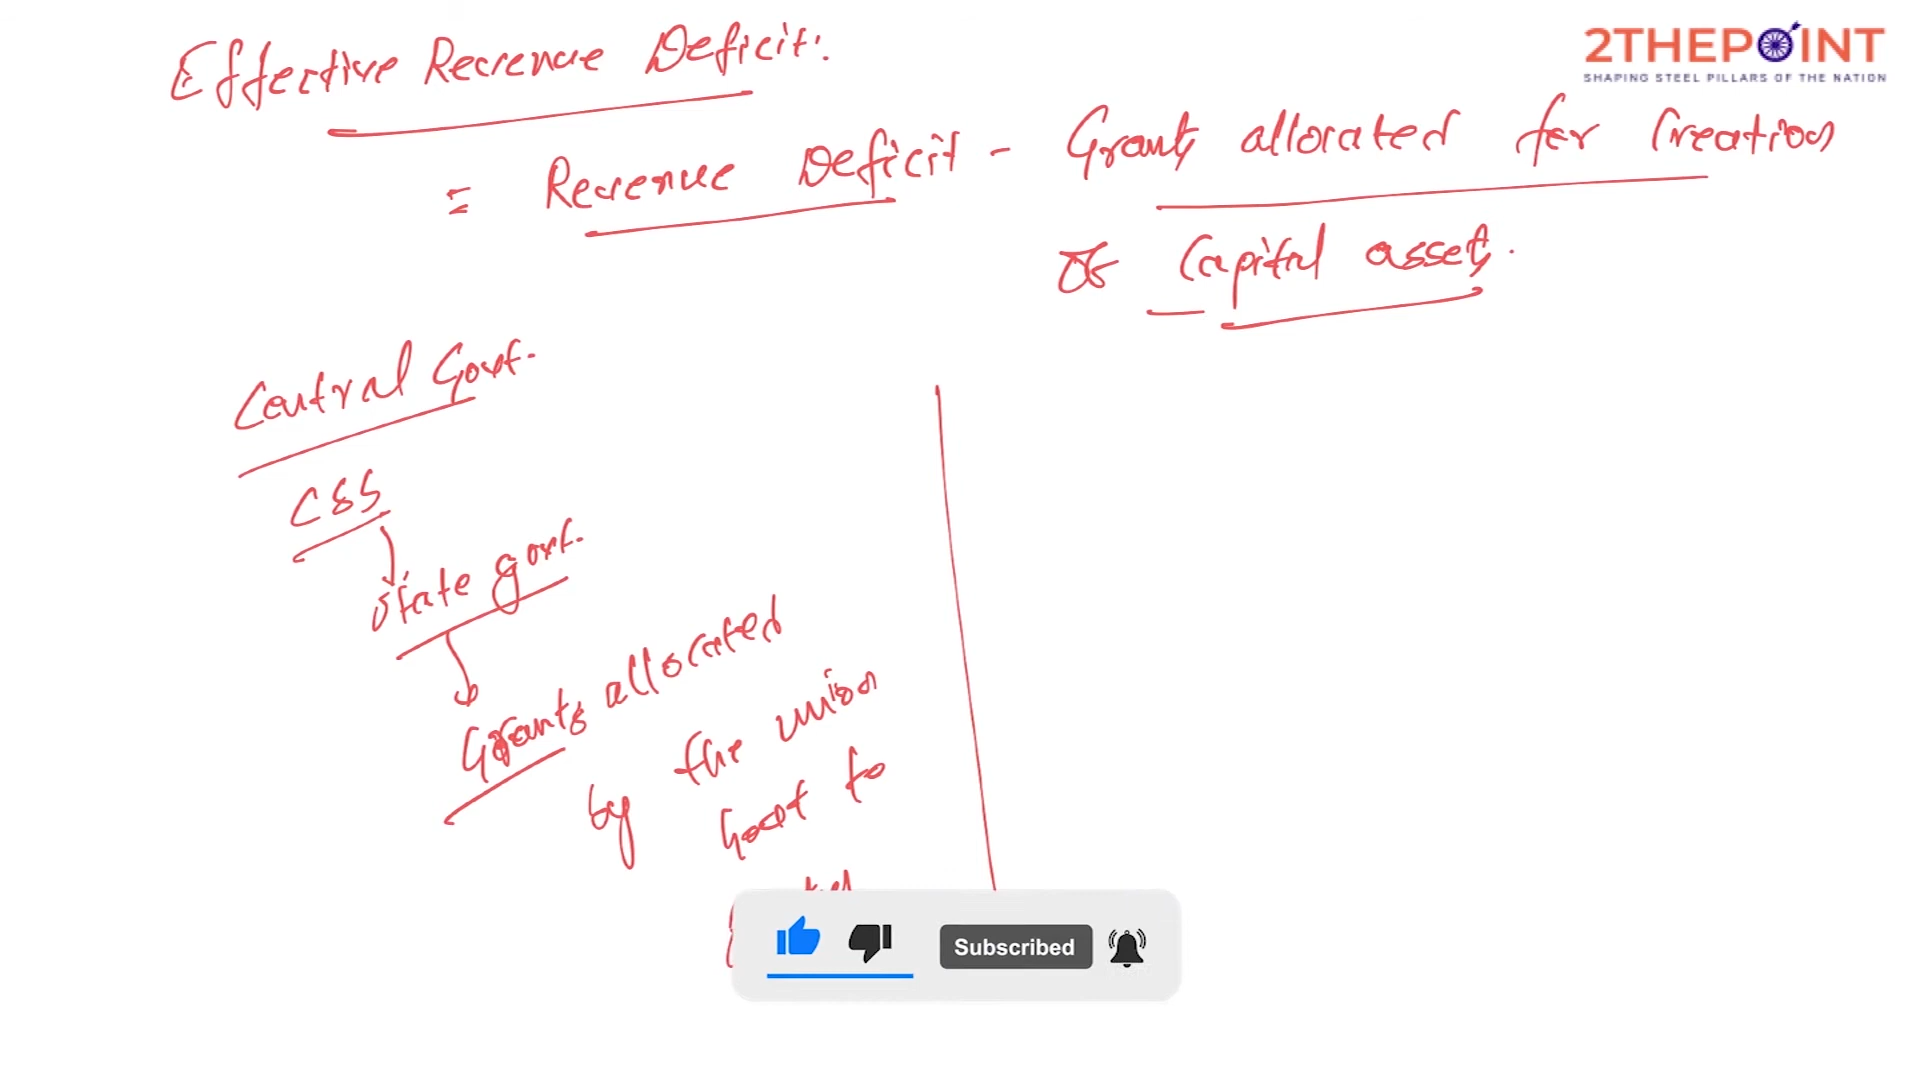 Effective Revenue Deficit:
2THEPOINT
SHAPING STEEL PILLARS OF THE NATION
= Revenue Deficit - Grants allocated for Creation
of Capital assets.
Central Govt.
CSS
State govt.
Grants allocated
by the union
Govt to
Subscribed